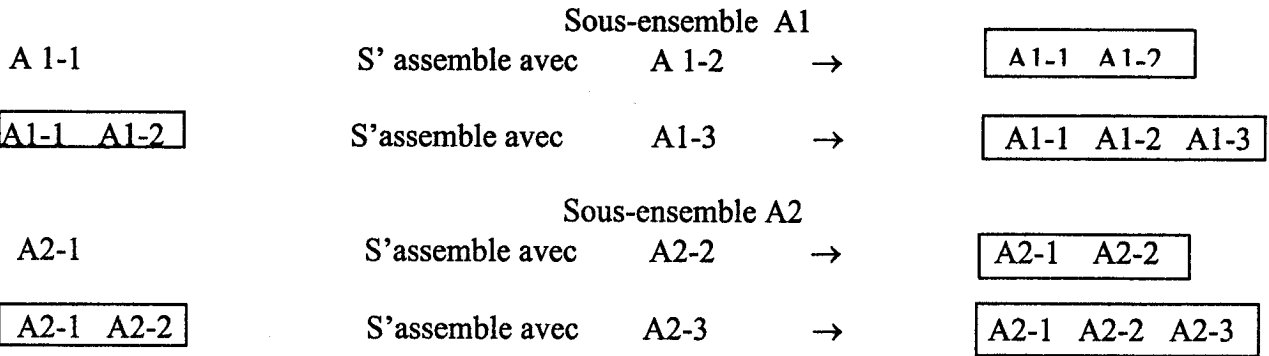 Sous-ensemble A1
A 1-1 S' assemble avec A 1-2 → A1-1 A1-2
A1-1 A1-2 S'assemble avec A1-3 → A1-1 A1-2 A1-3
Sous-ensemble A2
A2-1 S'assemble avec A2-2 → A2-1 A2-2
A2-1 A2-2 S'assemble avec A2-3 → A2-1 A2-2 A2-3